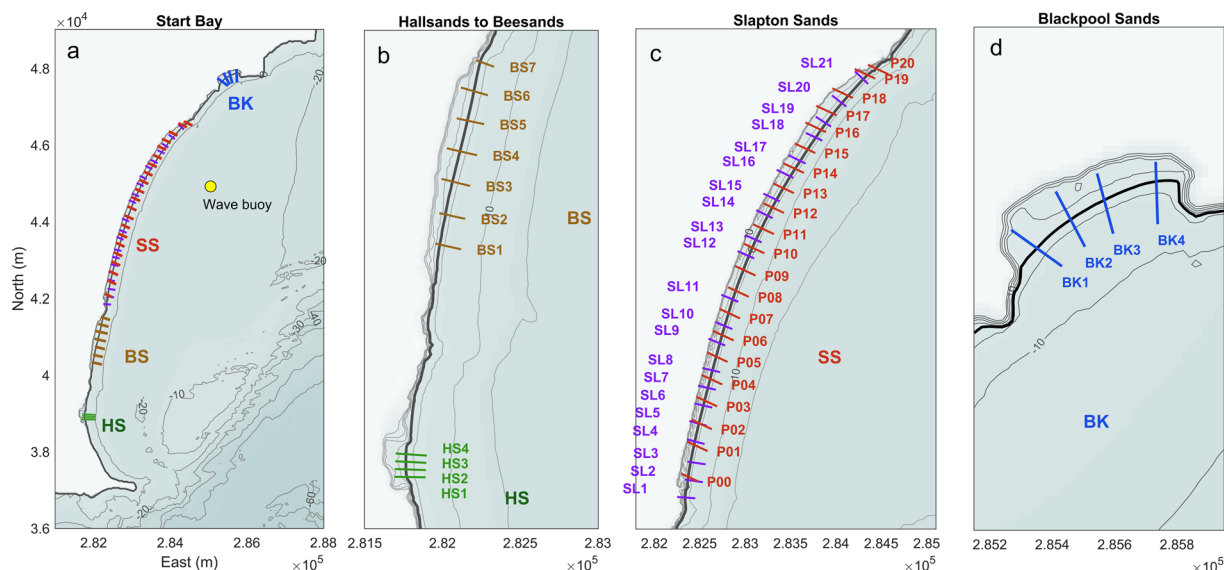 Start Bay
Hallsands to Beesands
Slapton Sands
Blackpool Sands
×10⁴
a
b
c
d
4.8
4.6
4.4
4.2
4
3.8
3.6
North (m)
BK
Wave buoy
SS
BS
HS
-20
-20
-30
-40
-10
-20
-20
-60
2.82
2.84
2.86
2.88
East (m)
×10⁵
BS7
BS6
BS5
BS4
BS3
BS2
BS1
BS
HS4
HS3
HS2
HS1
HS
2.815
2.82
2.825
2.83
×10⁵
SL21
SL20
SL19
SL18
SL17
SL16
SL15
SL14
SL13
SL12
SL11
SL10
SL9
SL8
SL7
SL6
SL5
SL4
SL3
SL2
SL1
P20
P19
P18
P17
P16
P15
P14
P13
P12
P11
P10
P09
P08
P07
P06
P05
P04
P03
P02
P01
P00
SS
2.82
2.825
2.83
2.835
2.84
2.845
2.85
×10⁵
BK1
BK2
BK3
BK4
-10
BK
2.852
2.854
2.856
2.858
×10⁵